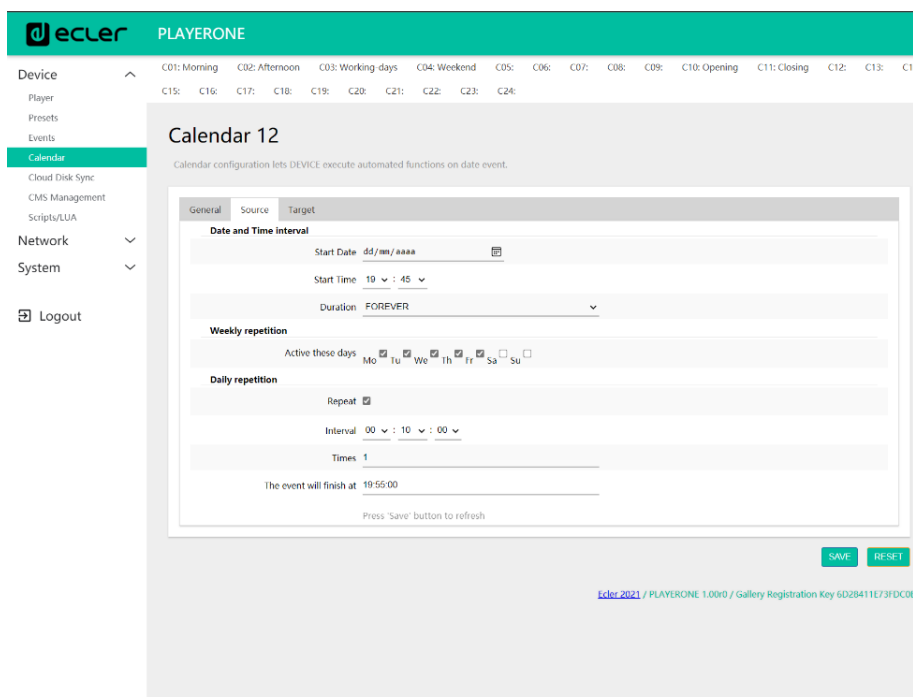 ecler PLAYERONE
Device
Player
Presets
Events
Calendar
Cloud Disk Sync
CMS Management
Scripts/LUA
Network
System
Logout
C01: Morning C02: Afternoon C03: Working-days C04: Weekend C05: C06: C07: C08: C09: C10: Opening C11: Closing C12: C13: C1
C15: C16: C17: C18: C19: C20: C21: C22: C23: C24:
Calendar 12
Calendar configuration lets DEVICE execute automated functions on date event.
General Source Target
Date and Time interval
Start Date dd/mm/aaaa
Start Time 19 : 45
Duration FOREVER
Weekly repetition
Active these days Mo Tu We Th Fr Sa Su
Daily repetition
Repeat
Interval 00 : 10 : 00
Times 1
The event will finish at 19:55:00
Press 'Save' button to refresh
SAVE RESET
Ecler 2021 / PLAYERONE 1.00r0 / Gallery Registration Key 6D28411E73FDC0